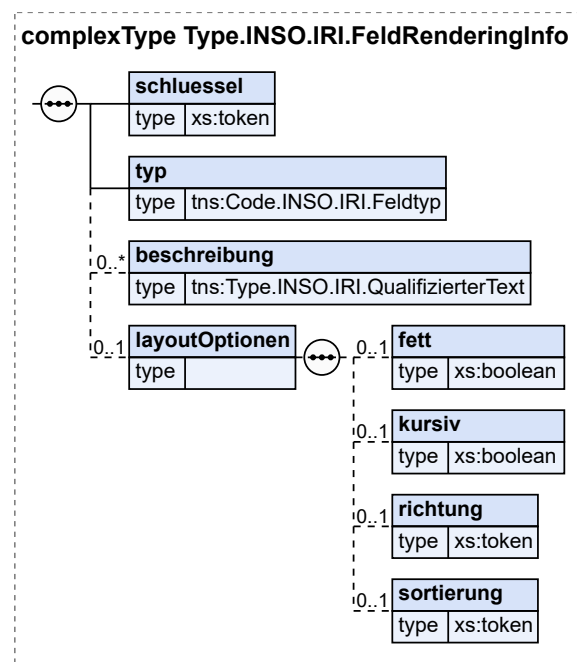 complexType Type.INSO.IRI.FeldRenderingInfo
schluessel
type xs:token
typ
type tns:Code.INSO.IRI.Feldtyp
0..* beschreibung
type tns:Type.INSO.IRI.QualifizierterText
0..1 layoutOptionen
type
0..1 fett
type xs:boolean
0..1 kursiv
type xs:boolean
0..1 richtung
type xs:token
0..1 sortierung
type xs:token